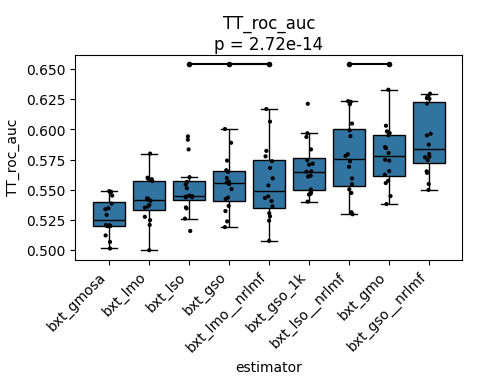 TT_roc_auc
p = 2.72e-14
TT_roc_auc
0.650
0.625
0.600
0.575
0.550
0.525
0.500
bxt_gmosa
bxt_lmo
bxt_lso
bxt_gso
bxt_lmo__nrlmf
bxt_gso_1k
bxt_lso__nrlmf
bxt_gmo
bxt_gso__nrlmf
estimator